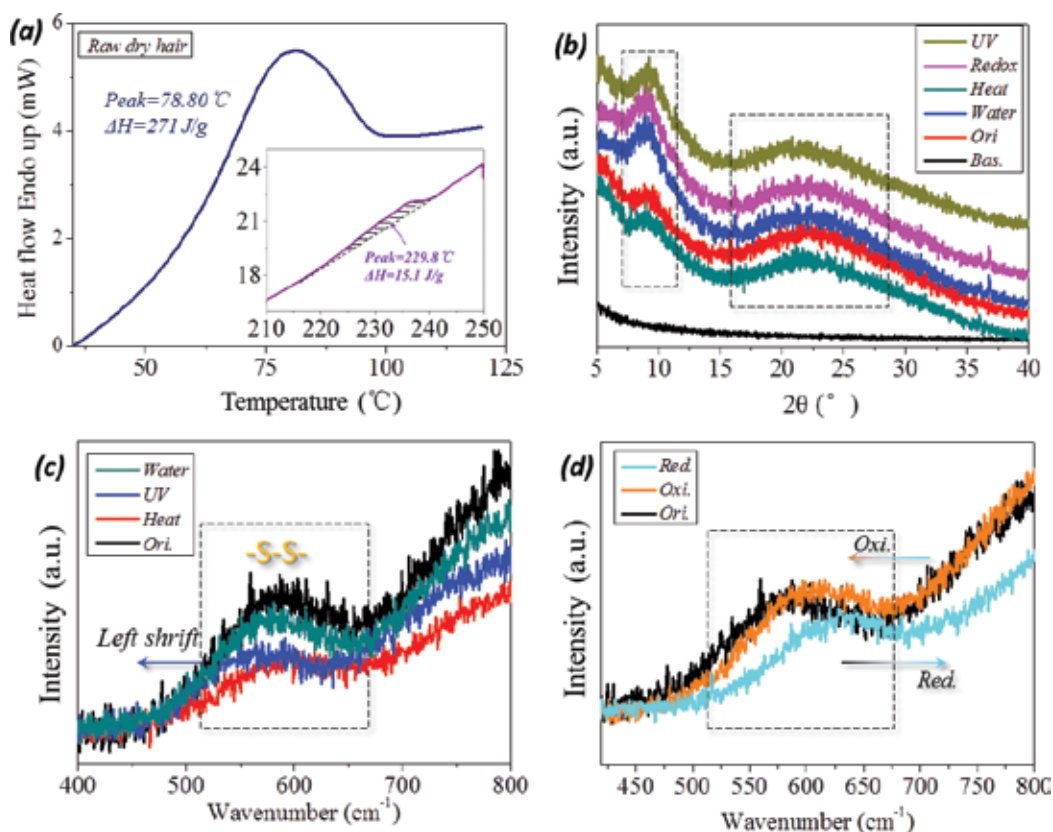 (a)
Raw dry hair
Peak=78.80 ℃
ΔH=271 J/g
Heat flow Endo up (mW)
6
4
2
0
50
75
100
125
Temperature (℃)
24
21
18
Peak=229.8 ℃
ΔH=15.1 J/g
210
220
230
240
250
(b)
UV
Redox
Heat
Water
Ori
Bas.
Intensity (a.u.)
5
10
15
20
25
30
35
40
2θ (°)
(c)
Water
UV
Heat
Ori.
-S-S-
Left shrift
Intensity (a.u.)
400
500
600
700
800
Wavenumber (cm⁻¹)
(d)
Red.
Oxi.
Ori.
Oxi.
Red.
Intensity (a.u.)
450
500
550
600
650
700
750
800
Wavenumber (cm⁻¹)